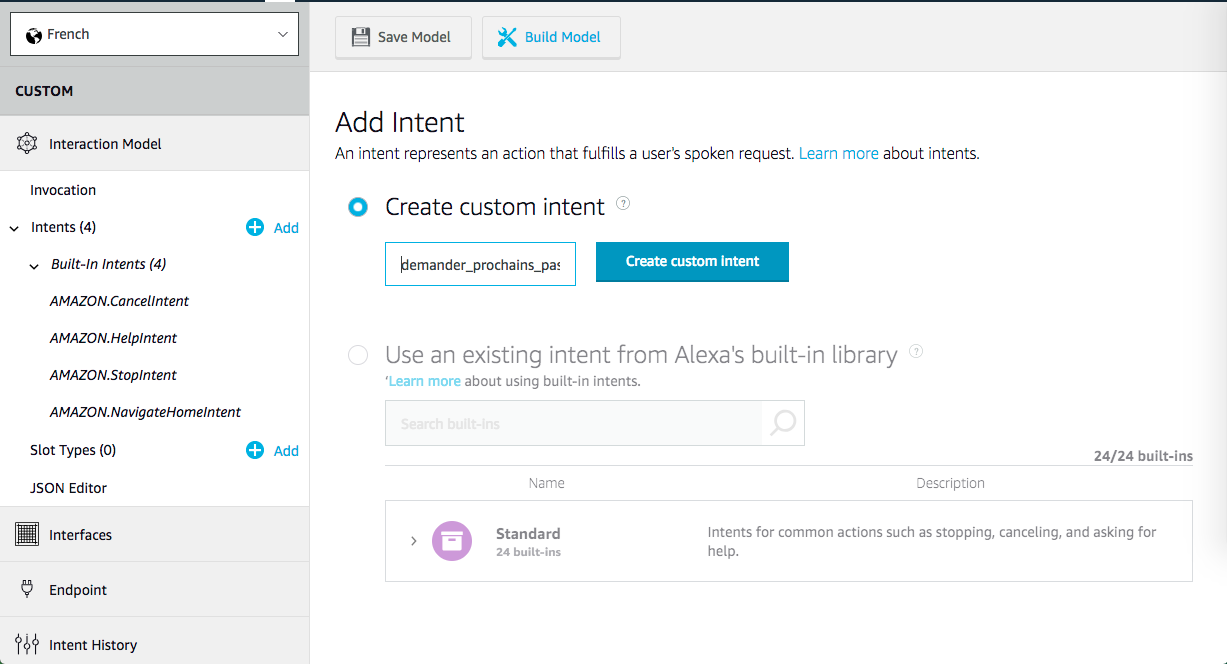 French
Save Model
Build Model
CUSTOM
Interaction Model
Invocation
Intents (4)
Add
Built-In Intents (4)
AMAZON.CancelIntent
AMAZON.HelpIntent
AMAZON.StopIntent
AMAZON.NavigateHomeIntent
Slot Types (0)
Add
JSON Editor
Interfaces
Endpoint
Intent History
Add Intent
An intent represents an action that fulfills a user's spoken request. Learn more about intents.
Create custom intent ?
demander_prochains_pas
Create custom intent
Use an existing intent from Alexa's built-in library ?
‘Learn more about using built-in intents.
Search built-ins
24/24 built-ins
Name
Description
Standard
24 built-ins
Intents for common actions such as stopping, canceling, and asking for
help.